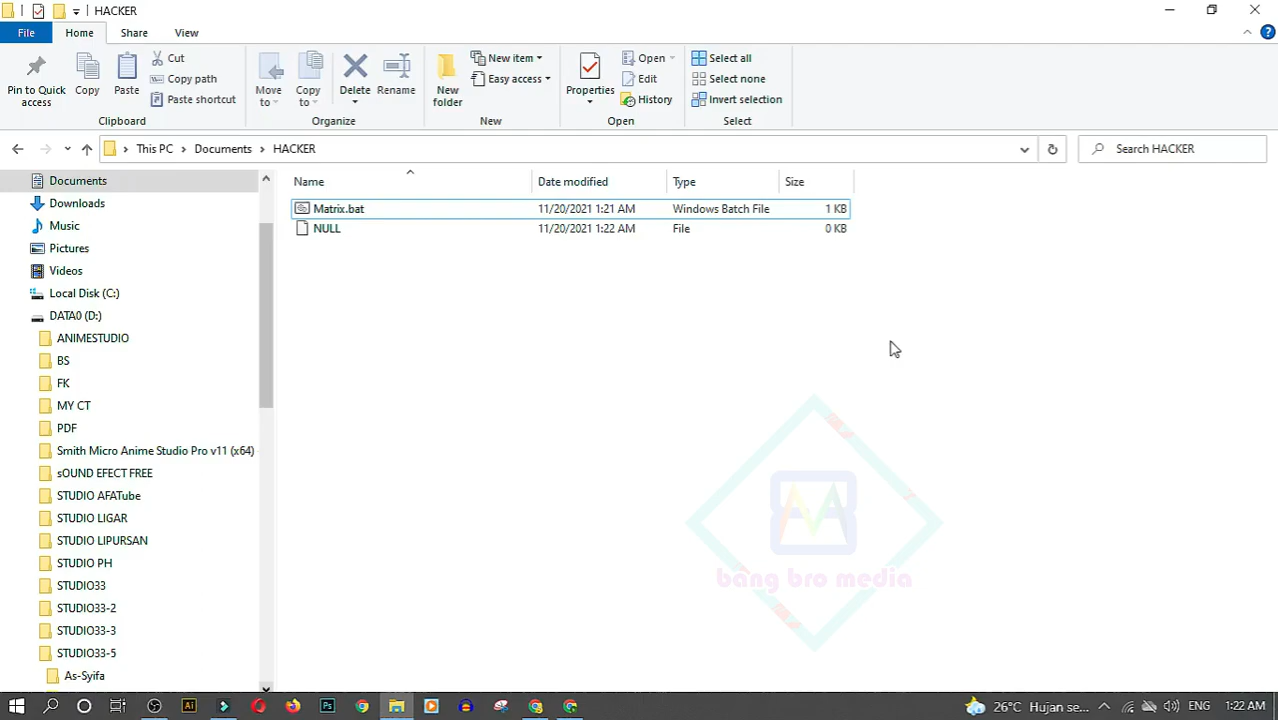 HACKER
File
Home
Share
View
Pin to Quick
access
Copy
Paste
Cut
Copy path
Paste shortcut
Clipboard
Move
to
Copy
to
Delete
Rename
Organize
New
folder
New item
Easy access
New
Properties
Open
Edit
History
Open
Select all
Select none
Invert selection
Select
This PC > Documents > HACKER
Search HACKER
Name Date modified Type Size
Matrix.bat 11/20/2021 1:21 AM Windows Batch File 1 KB
NULL 11/20/2021 1:22 AM File 0 KB
Documents
Downloads
Music
Pictures
Videos
Local Disk (C:)
DATA0 (D:)
ANIMESTUDIO
BS
FK
MY CT
PDF
Smith Micro Anime Studio Pro v11 (x64)
sOUND EFECT FREE
STUDIO AFATube
STUDIO LIGAR
STUDIO LIPURSAN
STUDIO PH
STUDIO33
STUDIO33-2
STUDIO33-3
STUDIO33-5
As-Syifa
bang bro media
Ai
Ps
26°C Hujan se... ENG 1:22 AM